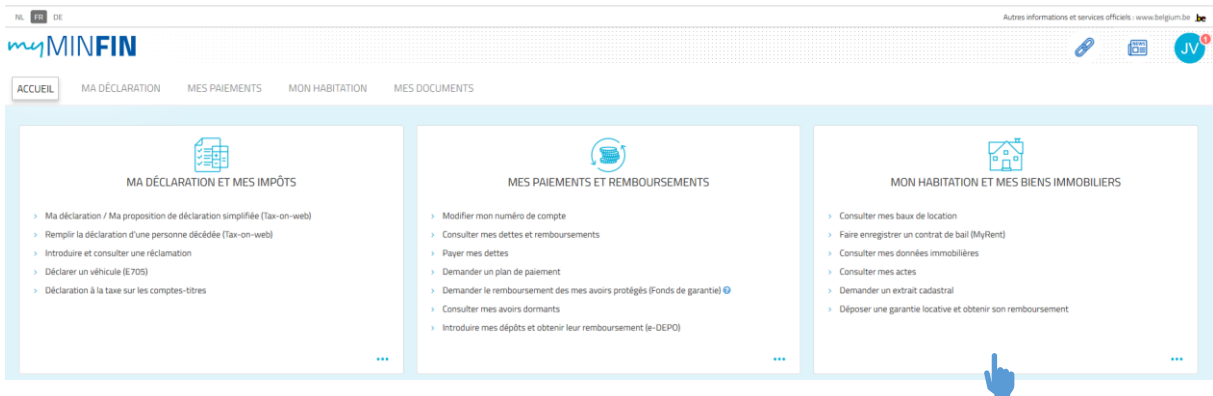 NL FR DE
Autres informations et services officiels : www.belgium.be .be
myMINFIN
NEWS
JV 1
ACCUEIL MA DÉCLARATION MES PAIEMENTS MON HABITATION MES DOCUMENTS
MA DÉCLARATION ET MES IMPÔTS
Ma déclaration / Ma proposition de déclaration simplifiée (Tax-on-web)
Remplir la déclaration d'une personne décédée (Tax-on-web)
Introduire et consulter une réclamation
Déclarer un véhicule (E705)
Déclaration à la taxe sur les comptes-titres
MES PAIEMENTS ET REMBOURSEMENTS
Modifier mon numéro de compte
Consulter mes dettes et remboursements
Payer mes dettes
Demander un plan de paiement
Demander le remboursement des mes avoirs protégés (Fonds de garantie) ?
Consulter mes avoirs dormants
Introduire mes dépôts et obtenir leur remboursement (e-DEPO)
MON HABITATION ET MES BIENS IMMOBILIERS
Consulter mes baux de location
Faire enregistrer un contrat de bail (MyRent)
Consulter mes données immobilières
Consulter mes actes
Demander un extrait cadastral
Déposer une garantie locative et obtenir son remboursement